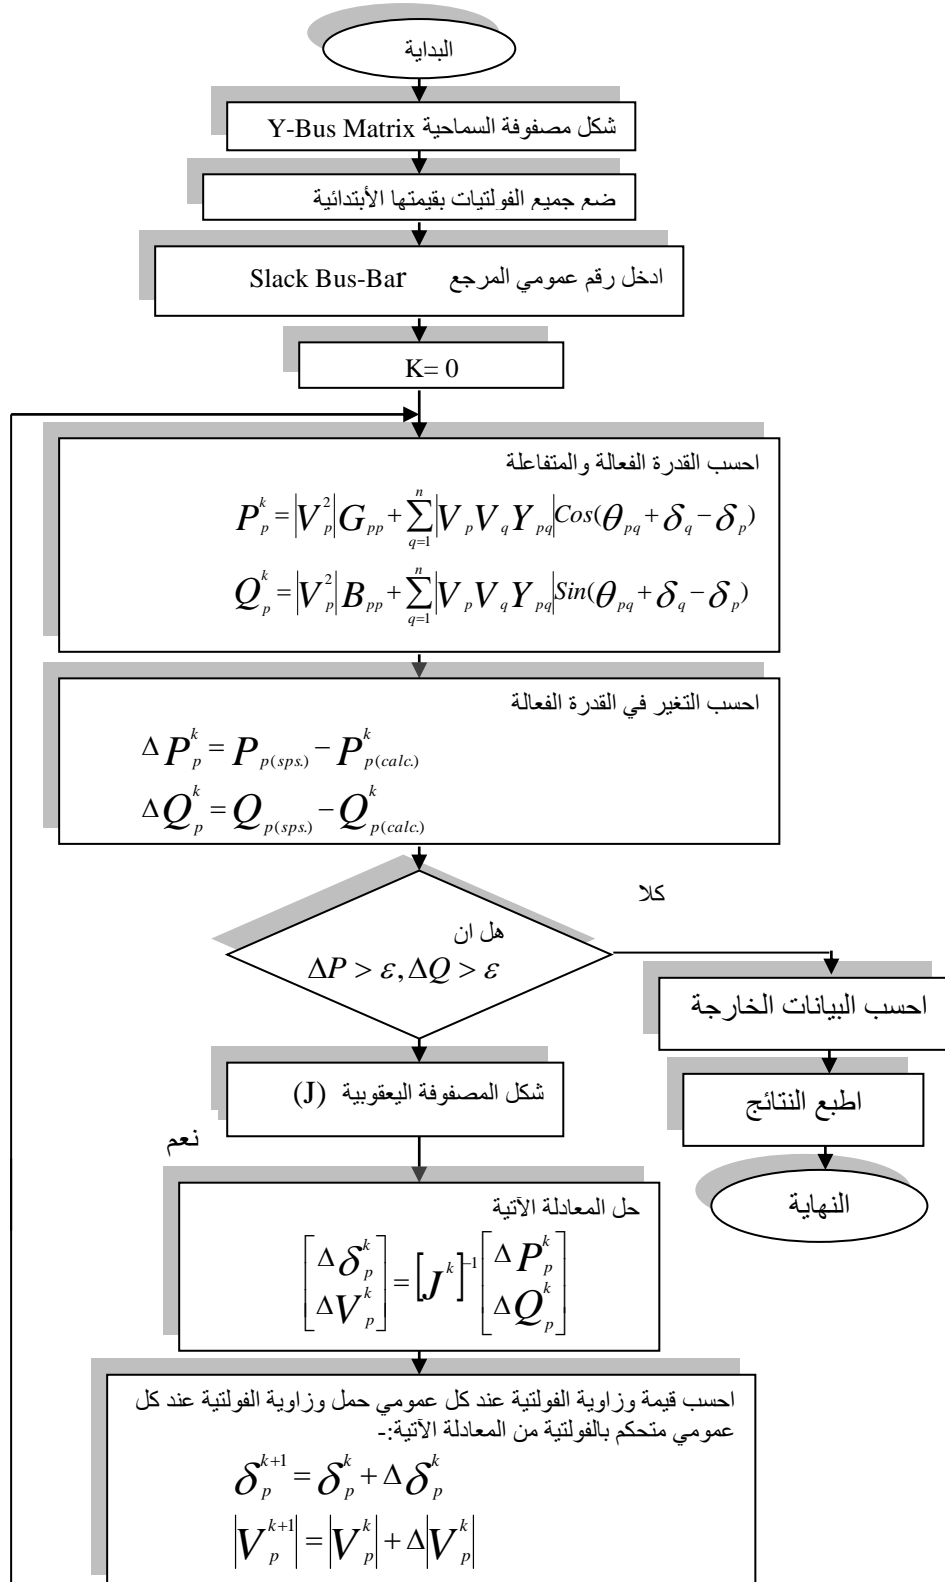 البداية
شكل مصفوفة السماحية Y-Bus Matrix
ضع جميع الفولتيات بقيمتها الأبتدائية
ادخل رقم عمومي المرجع Slack Bus-Bar
K= 0
احسب القدرة الفعالة والمتفاعلة
P_p^k = |V_p^2| G_pp + ∑_{q=1}^{n} |V_p V_q Y_pq| Cos(θ_pq + δ_q − δ_p)
Q_p^k = |V_p^2| B_pp + ∑_{q=1}^{n} |V_p V_q Y_pq| Sin(θ_pq + δ_q − δ_p)
احسب التغير في القدرة الفعالة
Δ P_p^k = P_p(sps.) − P_p(calc.)^k
Δ Q_p^k = Q_p(sps.) − Q_p(calc.)^k
كلا
هل ان
ΔP > ε, ΔQ > ε
احسب البيانات الخارجة
شكل المصفوفة اليعقوبية (J)
اطبع النتائج
نعم
النهاية
حل المعادلة الآتية
[Δδ_p^k ; ΔV_p^k] = [J^k]^-1 [ΔP_p^k ; ΔQ_p^k]
احسب قيمة وزاوية الفولتية عند كل عمومي حمل وزاوية الفولتية عند كل
عمومي متحكم بالفولتية من المعادلة الآتية:-
δ_p^{k+1} = δ_p^k + Δ δ_p^k
|V_p^{k+1}| = |V_p^k| + Δ|V_p^k|